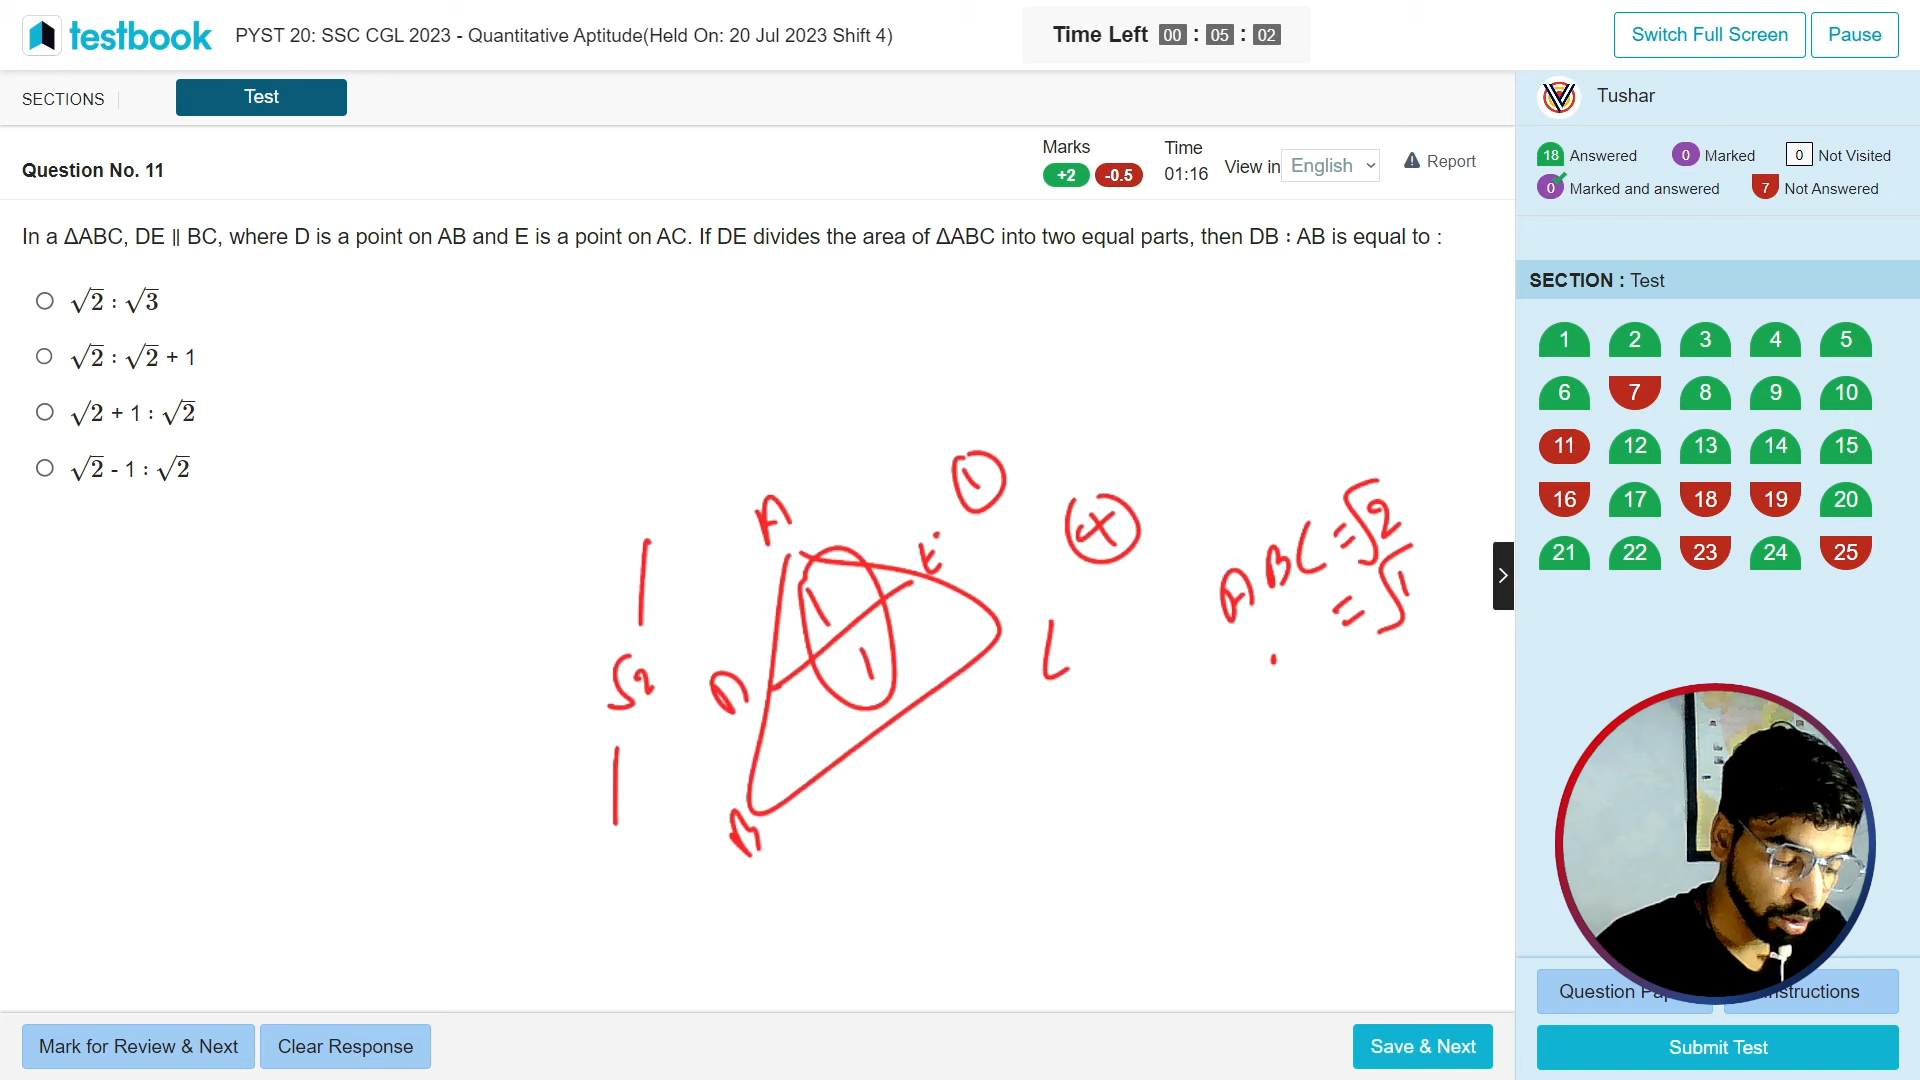 testbook
PYST 20: SSC CGL 2023 - Quantitative Aptitude(Held On: 20 Jul 2023 Shift 4)
Time Left 00 : 05 : 02
Switch Full Screen
Pause
SECTIONS
Test
Tushar
18 Answered
0 Marked
0 Not Visited
0 Marked and answered
7 Not Answered
Question No. 11
Marks
+2 -0.5
Time
01:16
View in English
Report
In a ΔABC, DE ∥ BC, where D is a point on AB and E is a point on AC. If DE divides the area of ΔABC into two equal parts, then DB : AB is equal to :
√2 : √3
√2 : √2 + 1
√2 + 1 : √2
√2 - 1 : √2
A
E
1
D
1
1
B
√2
ABC = √2
= √1
SECTION : Test
1 2 3 4 5
6 7 8 9 10
11 12 13 14 15
16 17 18 19 20
21 22 23 24 25
Mark for Review & Next
Clear Response
Save & Next
Question Pap
structions
Submit Test